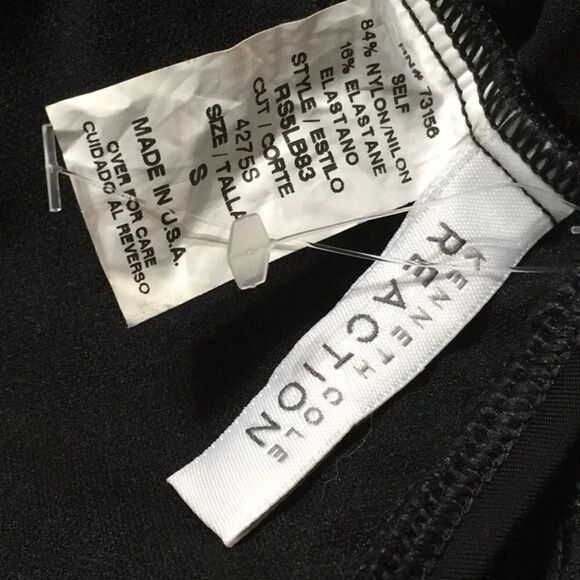 RN# 73156
SELF
84% NYLON/NILON
16% ELASTANE
ELASTANO
STYLE / ESTILO
RS5LB83
CUT / CORTE
4275S
SIZE / TALLA
S
MADE IN U.S.A.
OVER FOR CARE
CUIDADO AL REVERSO
KENNETH COLE
REACTION